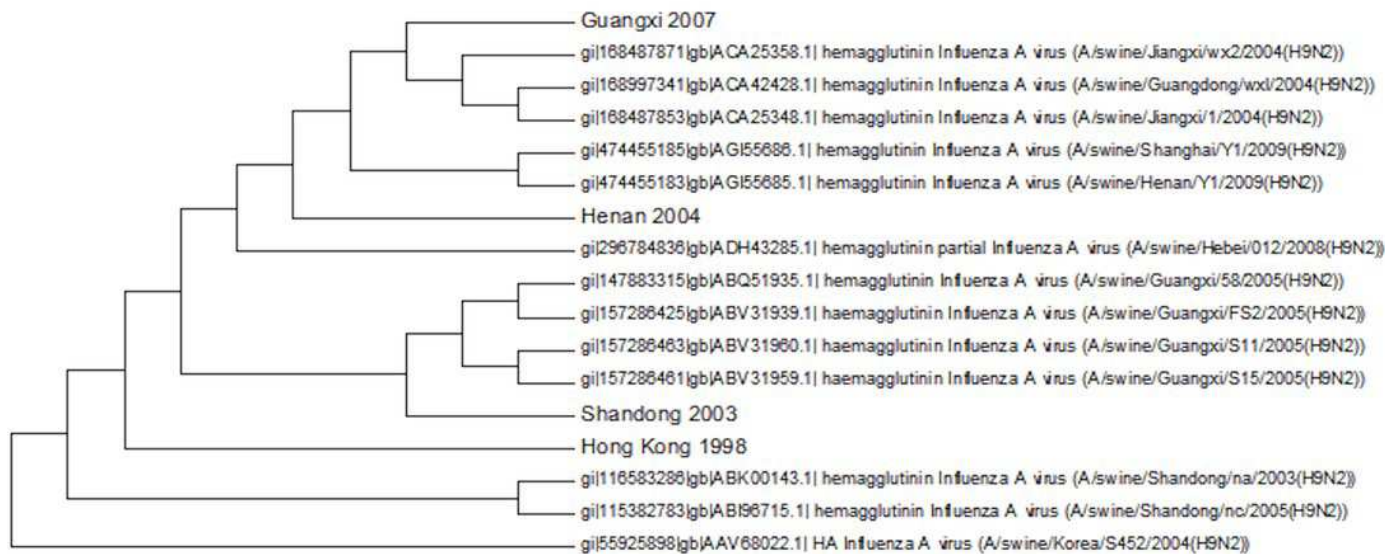 Guangxi 2007
gi|168487871|gb|ACA25358.1| hemagglutinin Influenza A virus (A/swine/Jiangxi/wx2/2004(H9N2))
gi|168997341|gb|ACA42428.1| hemagglutinin Influenza A virus (A/swine/Guangdong/wxl/2004(H9N2))
gi|168487853|gb|ACA25348.1| hemagglutinin Influenza A virus (A/swine/Jiangxi/1/2004(H9N2))
gi|474455185|gb|AGI55686.1| hemagglutinin Influenza A virus (A/swine/Shanghai/Y1/2009(H9N2))
gi|474455183|gb|AGI55685.1| hemagglutinin Influenza A virus (A/swine/Henan/Y1/2009(H9N2))
Henan 2004
gi|296784836|gb|ADH43285.1| hemagglutinin partial Influenza A virus (A/swine/Hebei/012/2008(H9N2))
gi|147883315|gb|ABQ51935.1| hemagglutinin Influenza A virus (A/swine/Guangxi/58/2005(H9N2))
gi|157286425|gb|ABV31939.1| haemagglutinin Influenza A virus (A/swine/Guangxi/FS2/2005(H9N2))
gi|157286463|gb|ABV31960.1| haemagglutinin Influenza A virus (A/swine/Guangxi/S11/2005(H9N2))
gi|157286461|gb|ABV31959.1| haemagglutinin Influenza A virus (A/swine/Guangxi/S15/2005(H9N2))
Shandong 2003
Hong Kong 1998
gi|116583286|gb|ABK00143.1| hemagglutinin Influenza A virus (A/swine/Shandong/na/2003(H9N2))
gi|115382783|gb|ABI96715.1| hemagglutinin Influenza A virus (A/swine/Shandong/nc/2005(H9N2))
gi|55925898|gb|AAV68022.1| HA Influenza A virus (A/swine/Korea/S452/2004(H9N2))